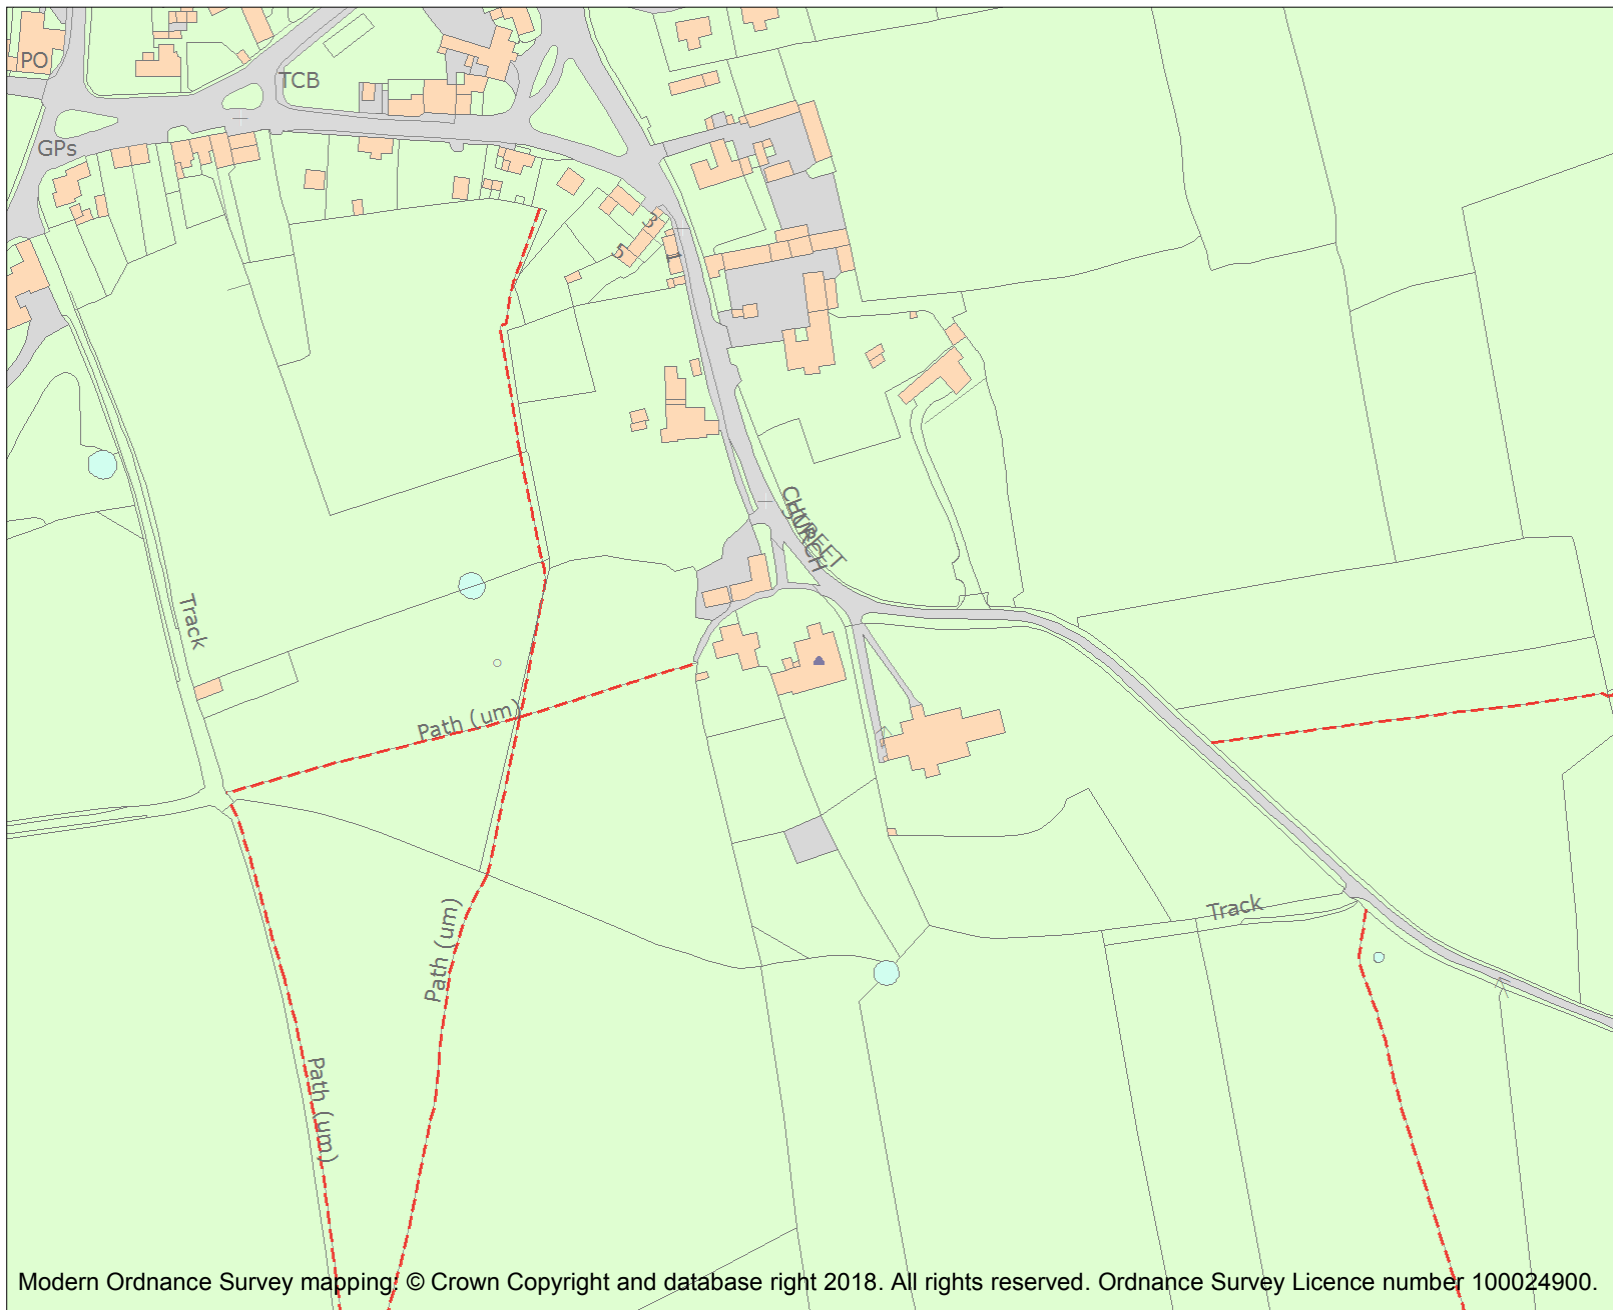 PO
TCB
GPs
3
5
1
CHURCH
STREET
Track
Path (um)
Path (um)
Track
Path (um)
Modern Ordnance Survey mapping: © Crown Copyright and database right 2018. All rights reserved. Ordnance Survey Licence number 100024900.